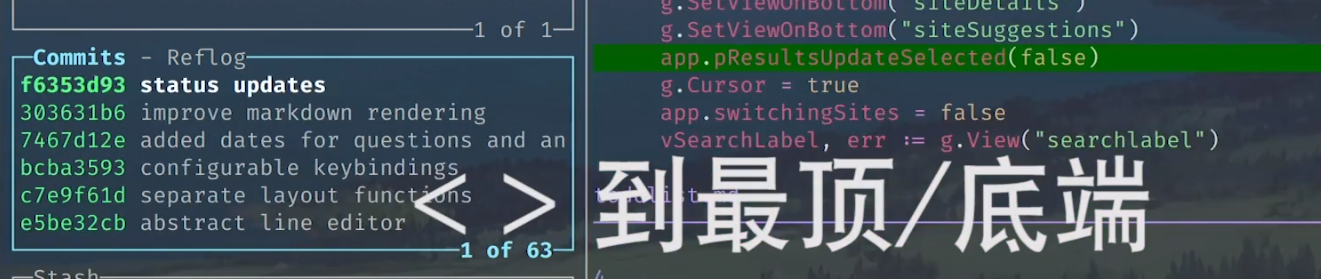 1 of 1
Commits - Reflog
f6353d93 status updates
303631b6 improve markdown rendering
7467d12e added dates for questions and an
bcba3593 configurable keybindings
c7e9f61d separate layout functions
e5be32cb abstract line editor
1 of 63
Stash
g.SetViewOnBottom("siteDetails")
g.SetViewOnBottom("siteSuggestions")
app.pResultsUpdateSelected(false)
g.Cursor = true
app.switchingSites = false
vSearchLabel, err := g.View("searchlabel")
todolist.md
<> 到最顶/底端